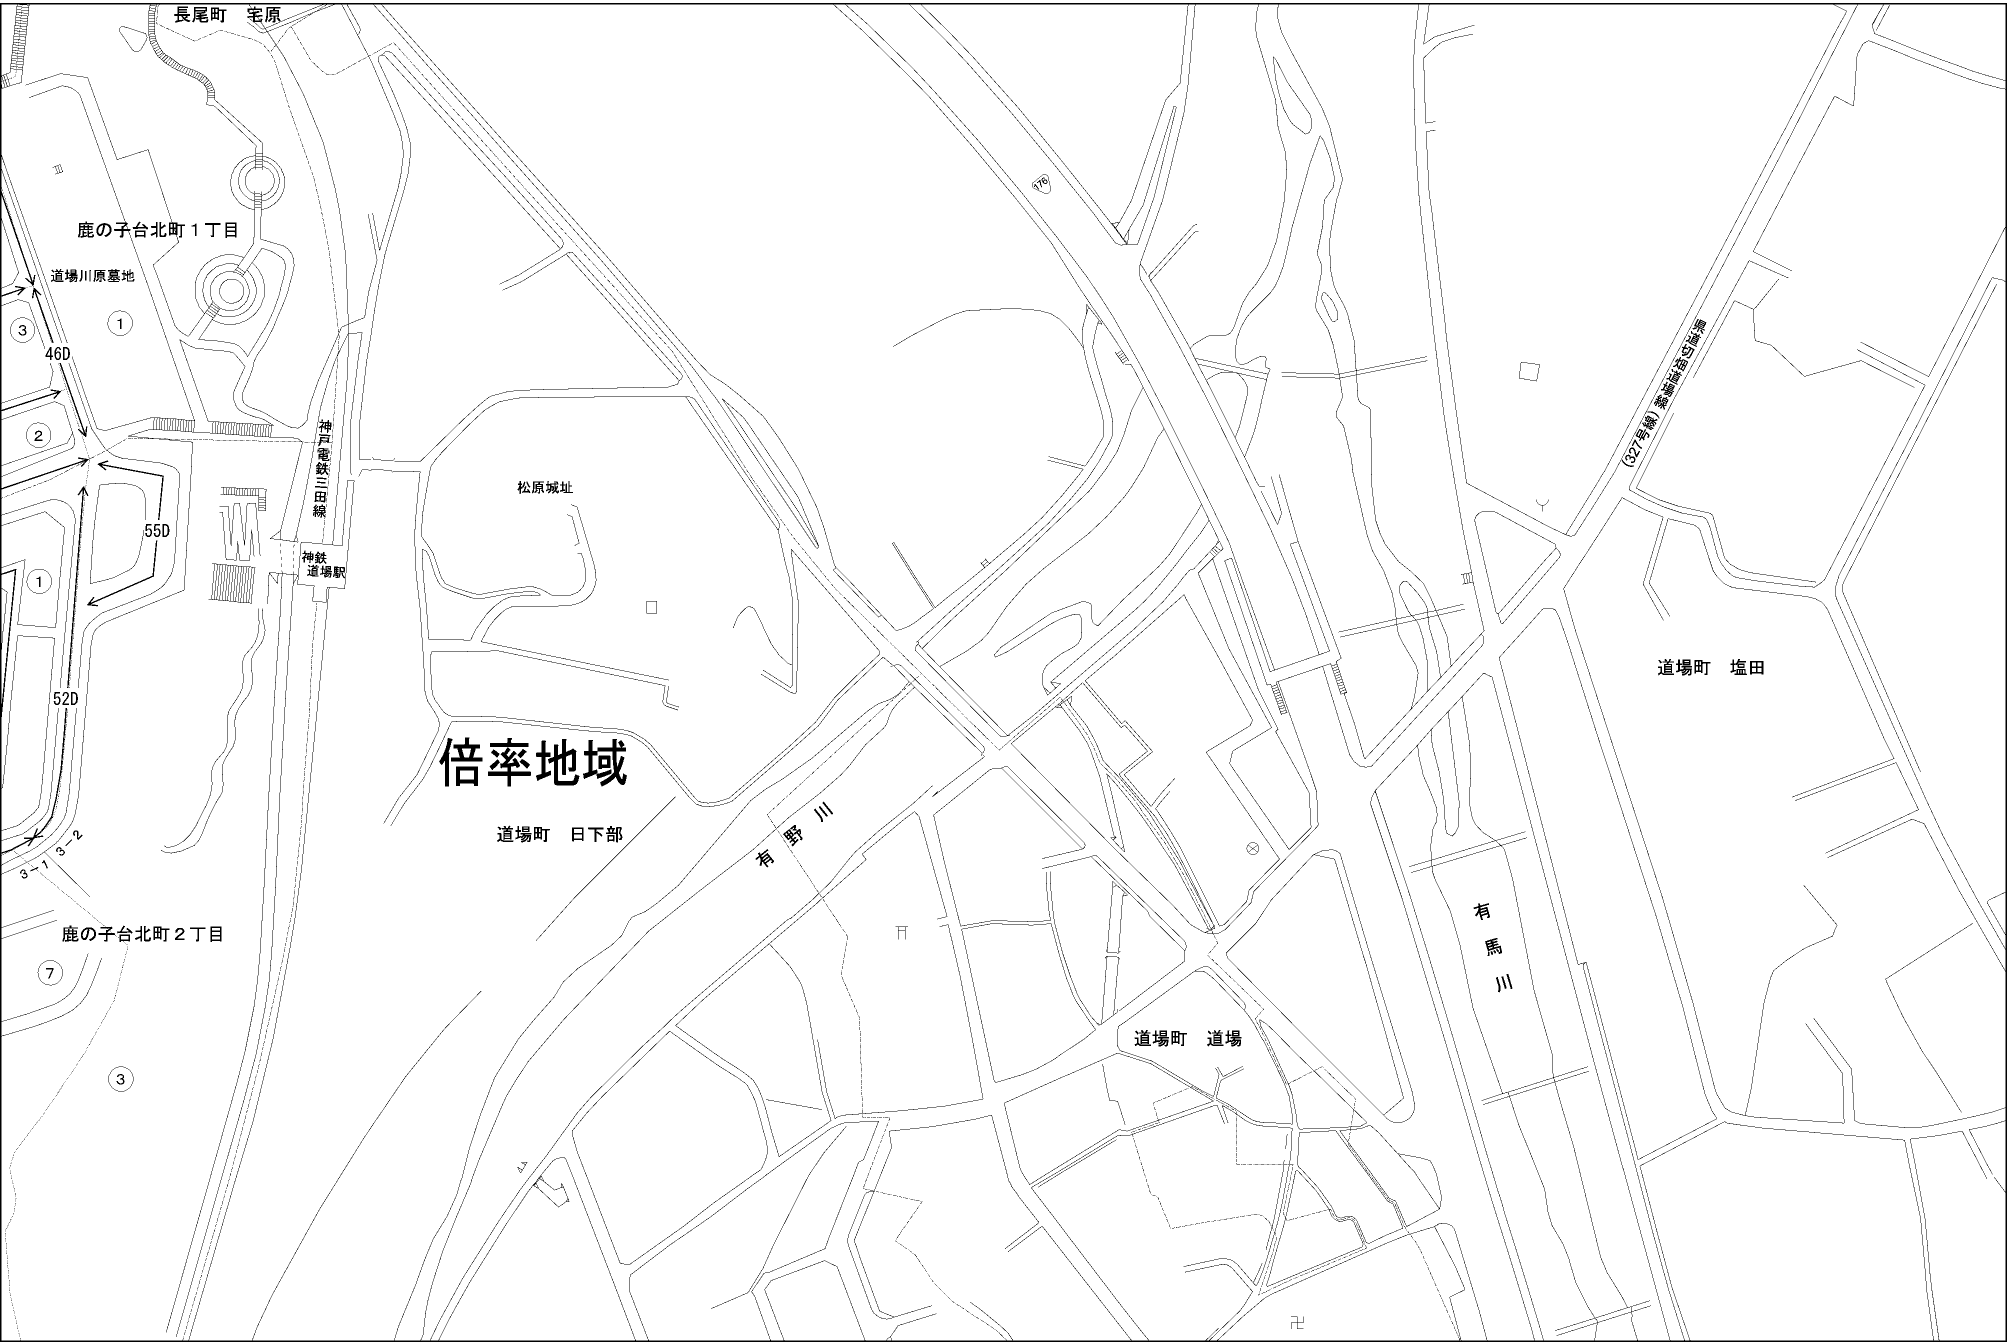 長尾町　宅原
176
鹿の子台北町１丁目
道場川原墓地
3
1
46D
県道切畑道場線
(327号線)
2
神戸電鉄三田線
松原城址
55D
神鉄
道場駅
1
道場町　塩田
52D
倍率地域
道場町　日下部
有野川
3－1
3－2
鹿の子台北町２丁目
有馬川
7
道場町　道場
3